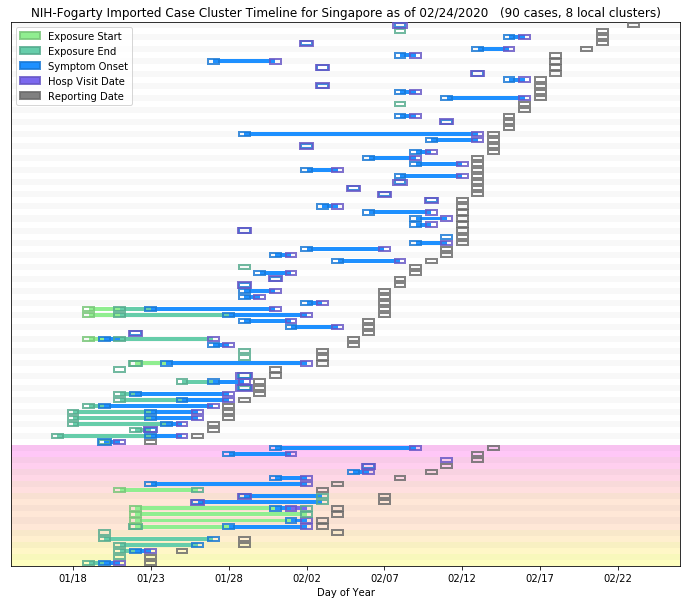 NIH-Fogarty Imported Case Cluster Timeline for Singapore as of 02/24/2020 (90 cases, 8 local clusters)
Exposure Start
Exposure End
Symptom Onset
Hosp Visit Date
Reporting Date
01/18 01/23 01/28 02/02 02/07 02/12 02/17 02/22
Day of Year